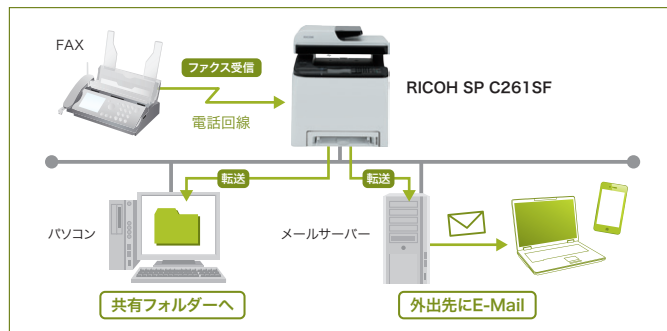 FAX
ファクス受信
電話回線
RICOH SP C261SF
転送
転送
パソコン
メールサーバー
共有フォルダーへ
外出先にE-Mail